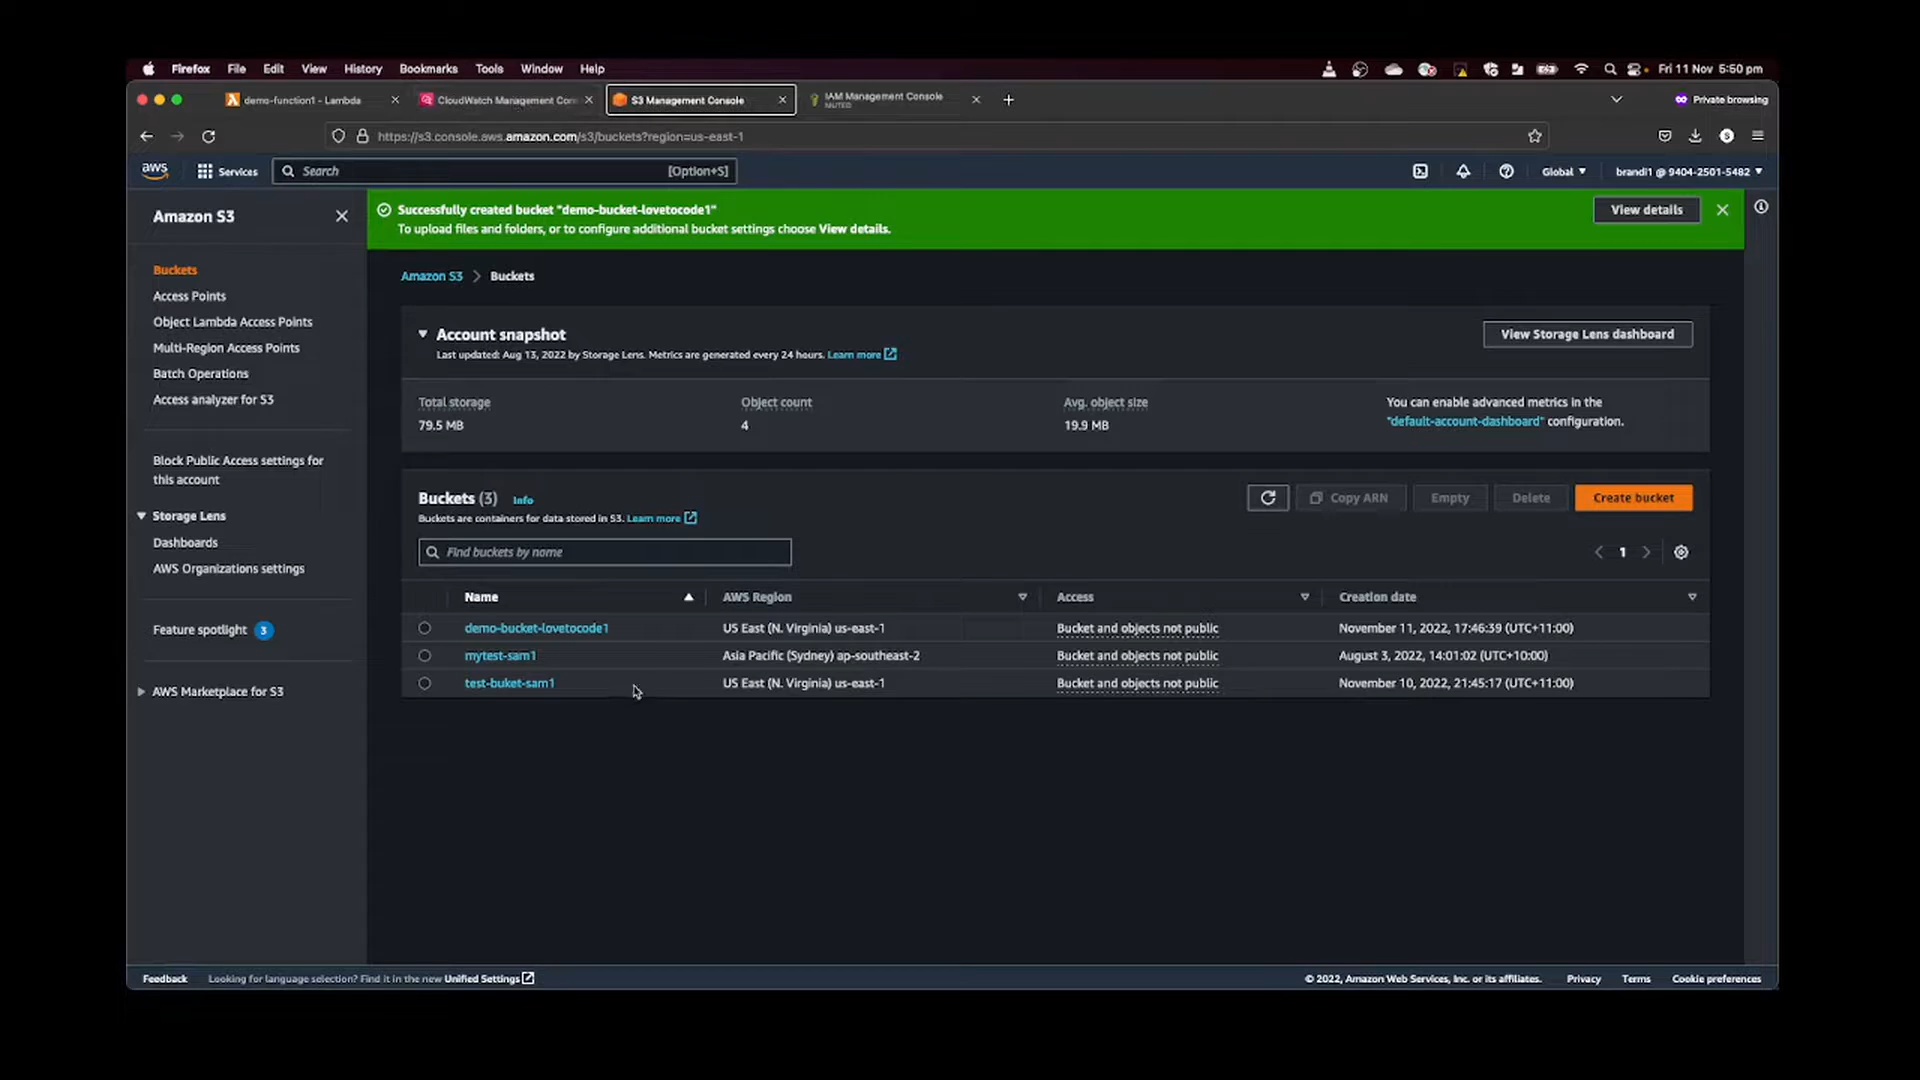 Firefox File Edit View History Bookmarks Tools Window Help Fri 11 Nov 5:50 pm
demo-function1 - Lambda CloudWatch Management Con S3 Management Console IAM Management Console Private browsing
MUTED
https://s3.console.aws.amazon.com/s3/buckets?region=us-east-1
aws Services Search [Option+S] Global brandi1 @ 9404-2501-5482
Amazon S3
Buckets
Access Points
Object Lambda Access Points
Multi-Region Access Points
Batch Operations
Access analyzer for S3
Block Public Access settings for
this account
Storage Lens
Dashboards
AWS Organizations settings
Feature spotlight 3
AWS Marketplace for S3
Successfully created bucket "demo-bucket-lovetocode1"
To upload files and folders, or to configure additional bucket settings choose View details.
View details
Amazon S3 > Buckets
Account snapshot
Last updated: Aug 13, 2022 by Storage Lens. Metrics are generated every 24 hours. Learn more
View Storage Lens dashboard
Total storage Object count Avg. object size
79.5 MB 4 19.9 MB
You can enable advanced metrics in the
"default-account-dashboard" configuration.
Buckets (3) Info
Buckets are containers for data stored in S3. Learn more
Copy ARN Empty Delete Create bucket
Find buckets by name
1
Name AWS Region Access Creation date
demo-bucket-lovetocode1 US East (N. Virginia) us-east-1 Bucket and objects not public November 11, 2022, 17:46:39 (UTC+11:00)
mytest-sam1 Asia Pacific (Sydney) ap-southeast-2 Bucket and objects not public August 3, 2022, 14:01:02 (UTC+10:00)
test-buket-sam1 US East (N. Virginia) us-east-1 Bucket and objects not public November 10, 2022, 21:45:17 (UTC+11:00)
Feedback Looking for language selection? Find it in the new Unified Settings © 2022, Amazon Web Services, Inc. or its affiliates. Privacy Terms Cookie preferences